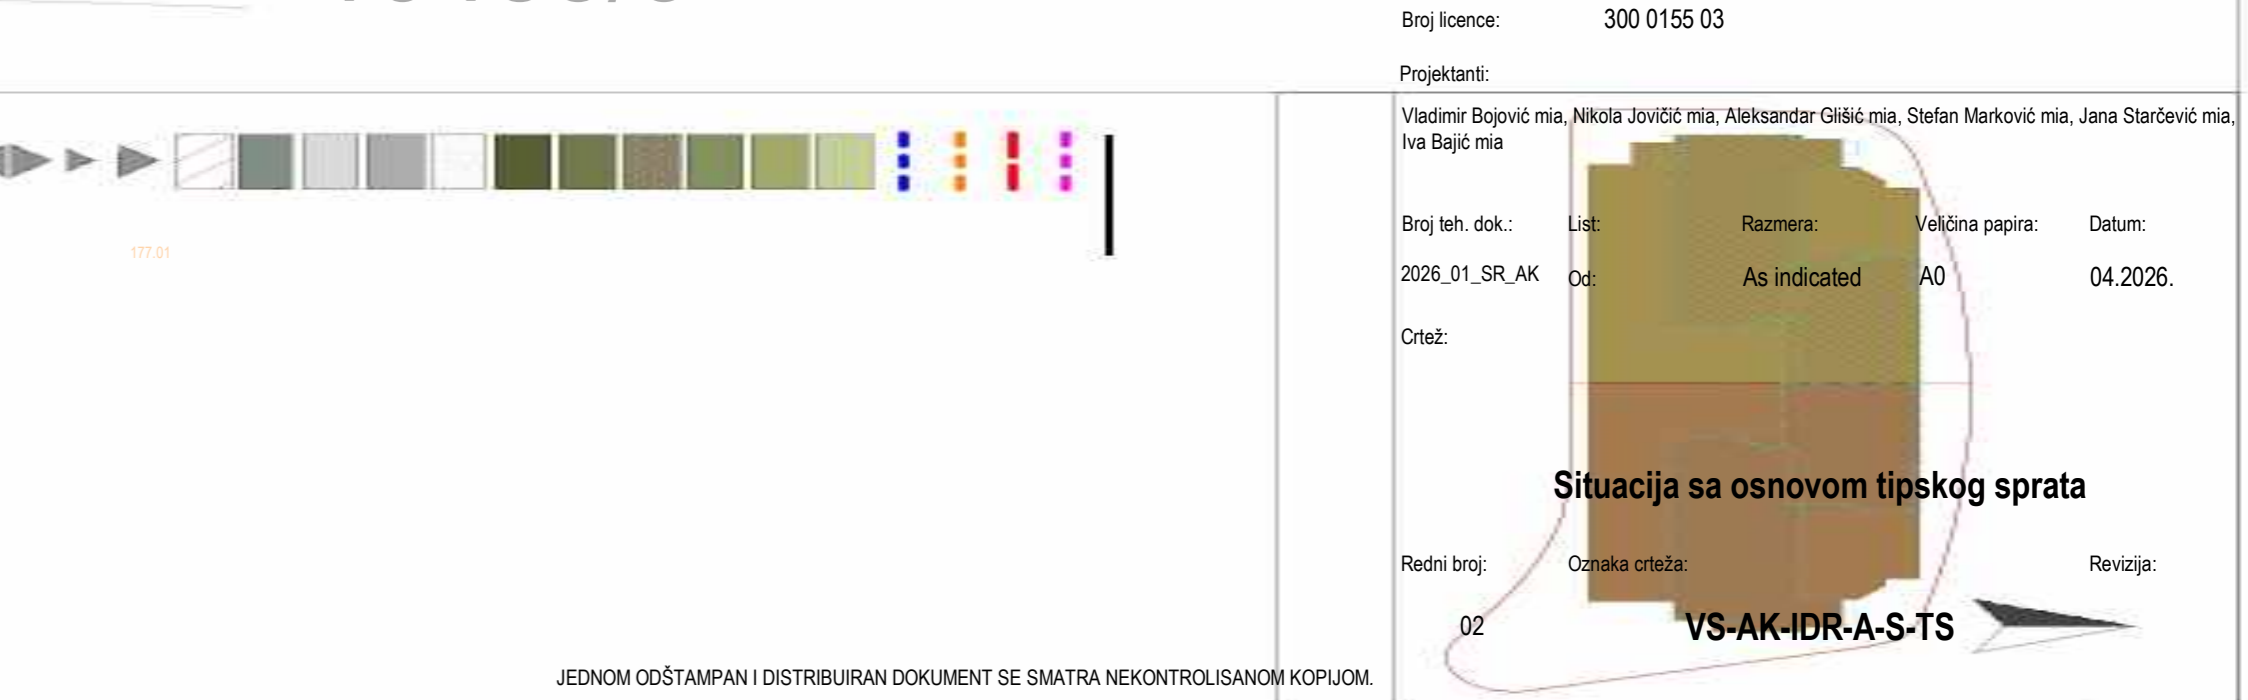 Broj licence: 300 0155 03
Projektanti:
Vladimir Bojović mia, Nikola Jovičić mia, Aleksandar Glišić mia, Stefan Marković mia, Jana Starčević mia,
Iva Bajić mia
Broj teh. dok.: List: Razmera: Veličina papira: Datum:
2026_01_SR_AK Od: As indicated A0 04.2026.
177.01
Crtež:
Situacija sa osnovom tipskog sprata
Redni broj: Oznaka crteža: Revizija:
02 VS-AK-IDR-A-S-TS
JEDNOM ODŠTAMPAN I DISTRIBUIRAN DOKUMENT SE SMATRA NEKONTROLISANOM KOPIJOM.